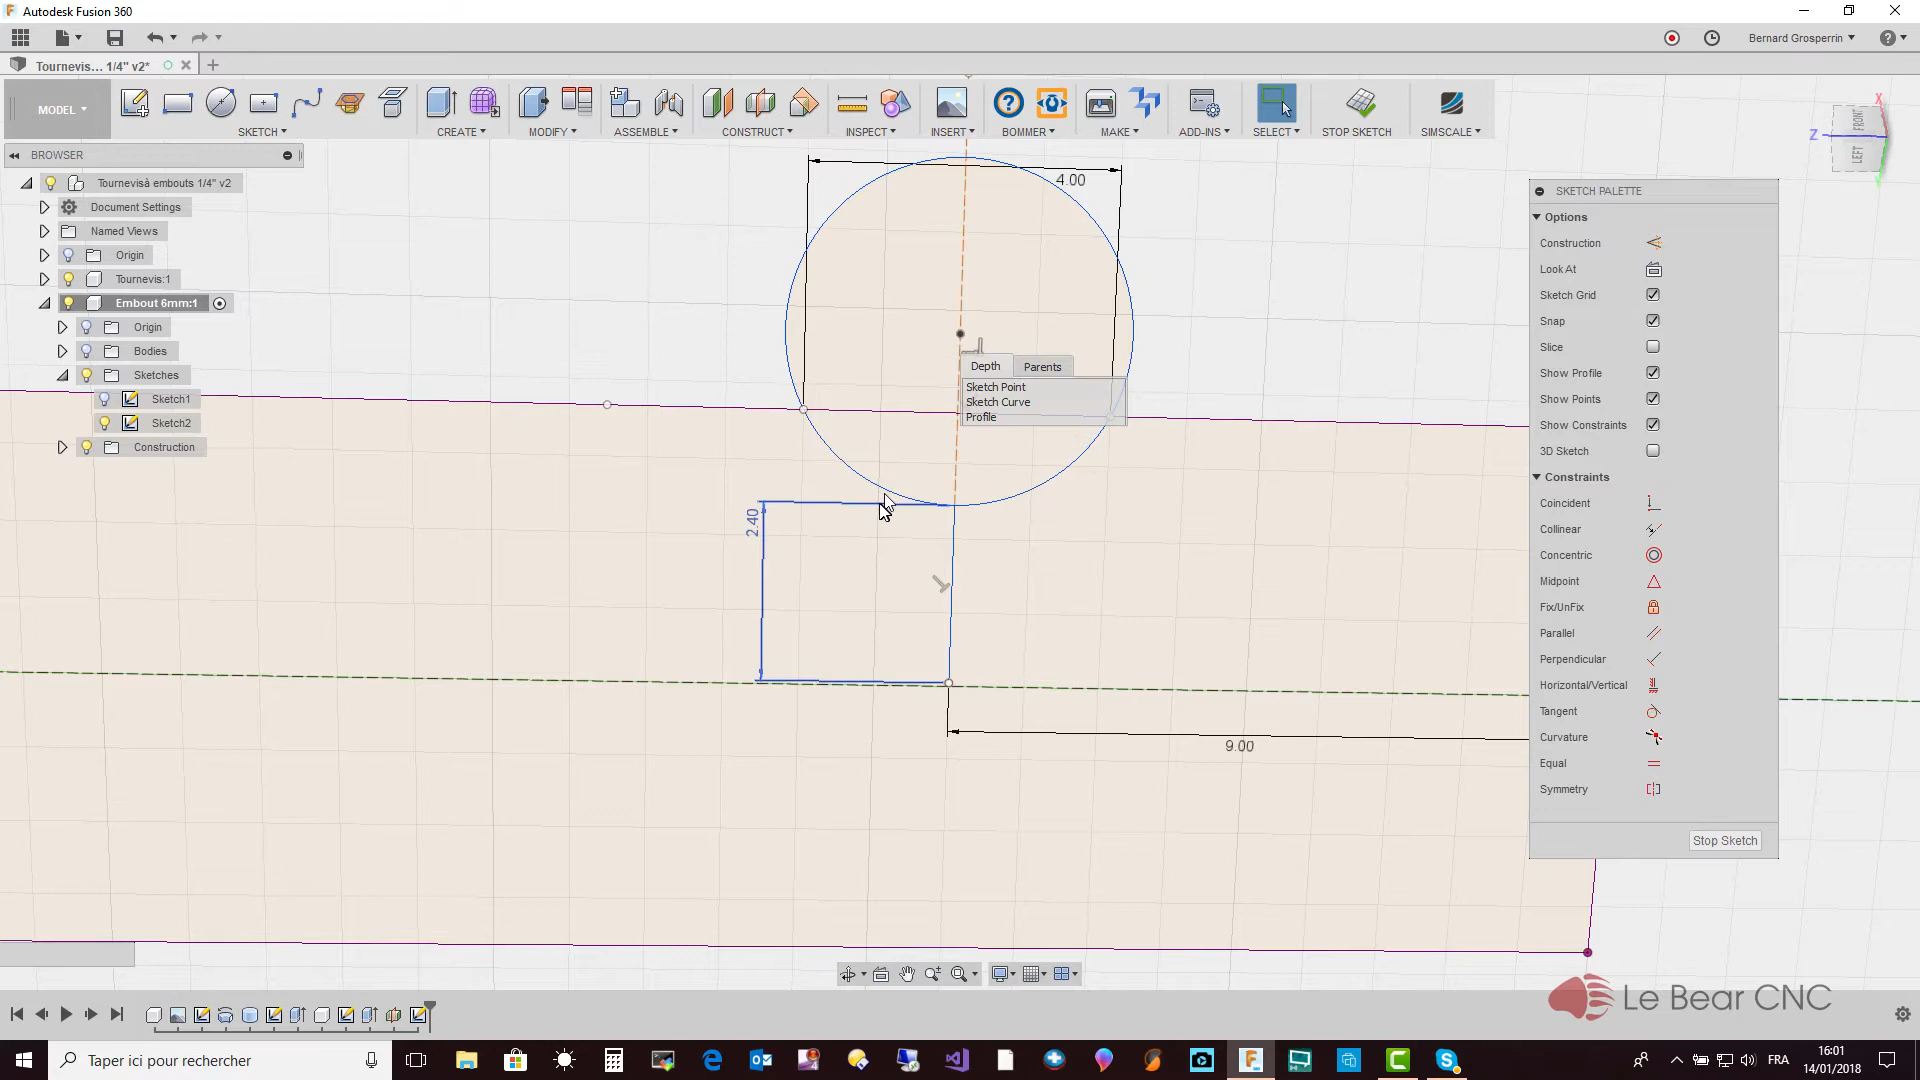 Autodesk Fusion 360
Bernard Grosperrin
Tournevis... 1/4" v2*
MODEL
SKETCH
CREATE
MODIFY
ASSEMBLE
CONSTRUCT
INSPECT
INSERT
BOMMER
MAKE
ADD-INS
SELECT
STOP SKETCH
SIMSCALE
X
Z
FRONT
LEFT
BROWSER
Tournevisà embouts 1/4" v2
Document Settings
Named Views
Origin
Tournevis:1
Embout 6mm:1
Origin
Bodies
Sketches
Sketch1
Sketch2
Construction
4.00
Depth
Parents
Sketch Point
Sketch Curve
Profile
2.40
9.00
SKETCH PALETTE
Options
Construction
Look At
Sketch Grid
Snap
Slice
Show Profile
Show Points
Show Constraints
3D Sketch
Constraints
Coincident
Collinear
Concentric
Midpoint
Fix/UnFix
Parallel
Perpendicular
Horizontal/Vertical
Tangent
Curvature
Equal
Symmetry
Stop Sketch
Le Bear CNC
Taper ici pour rechercher
FRA
16:01
14/01/2018